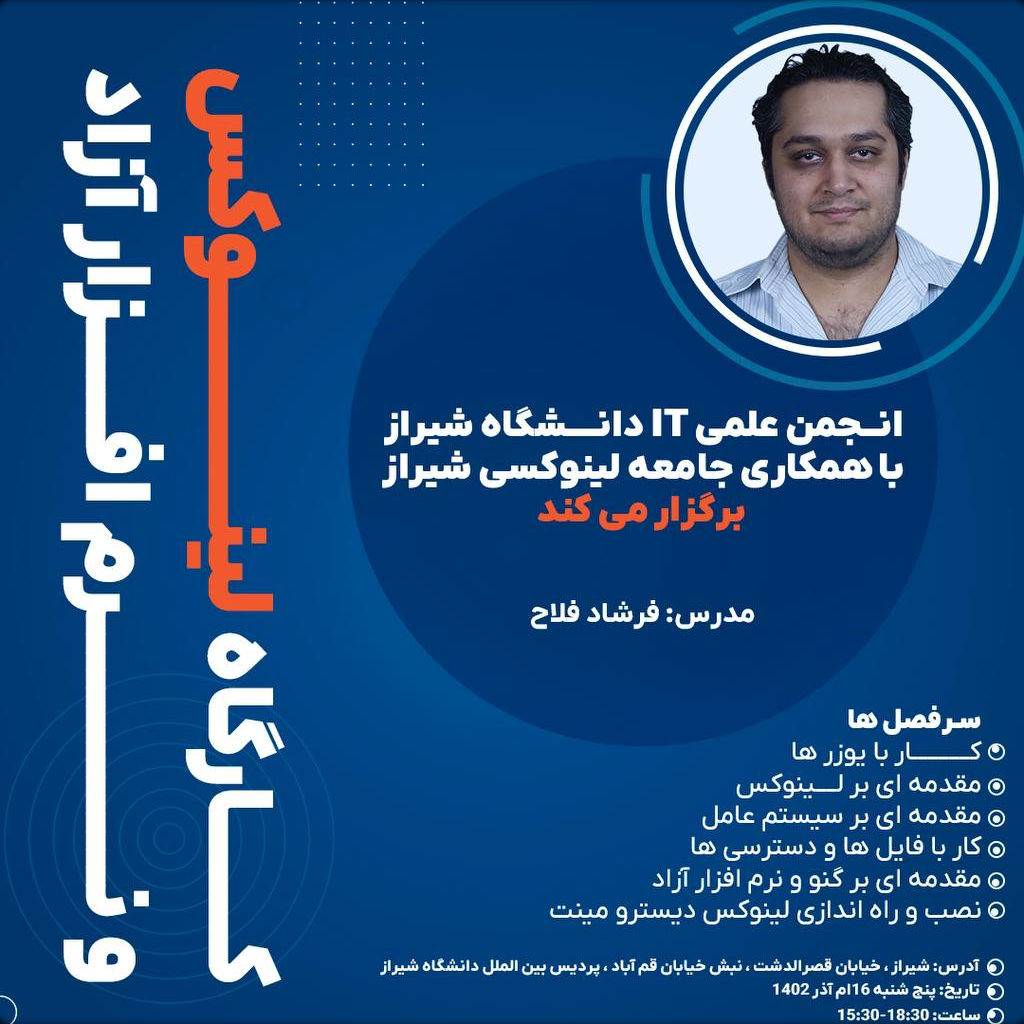 کارگاه لینوکس
و نرم افزار آزاد
انجمن علمی IT دانشگاه شیراز
با همکاری جامعه لینوکسی شیراز
برگزار می کند
مدرس: فرشاد فلاح
سرفصل ها
کار با یوزر ها
مقدمه ای بر لینوکس
مقدمه ای بر سیستم عامل
کار با فایل ها و دسترسی ها
مقدمه ای بر گنو و نرم افزار آزاد
نصب و راه اندازی لینوکس دیسترو مینت
آدرس: شیراز ، خیابان قصرالدشت ، نبش خیابان قم آباد ، پردیس بین الملل دانشگاه شیراز
تاریخ: پنج شنبه 16ام آذر 1402
ساعت: 18:30-15:30